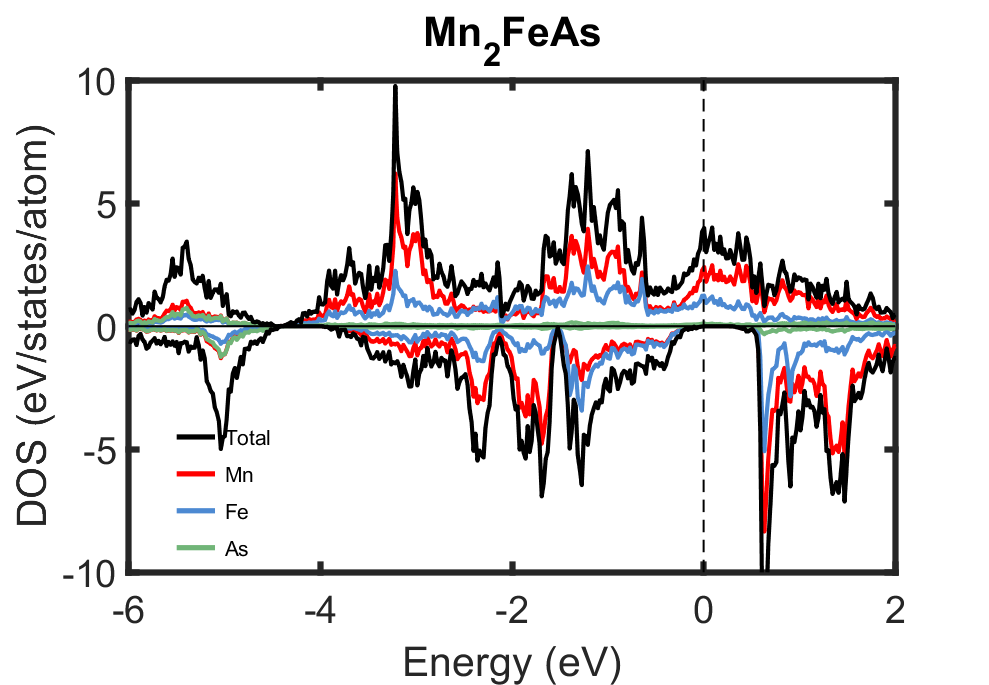 Mn2FeAs
DOS (eV/states/atom)
10
5
0
-5
-10
Total
Mn
Fe
As
-6 -4 -2 0 2
Energy (eV)